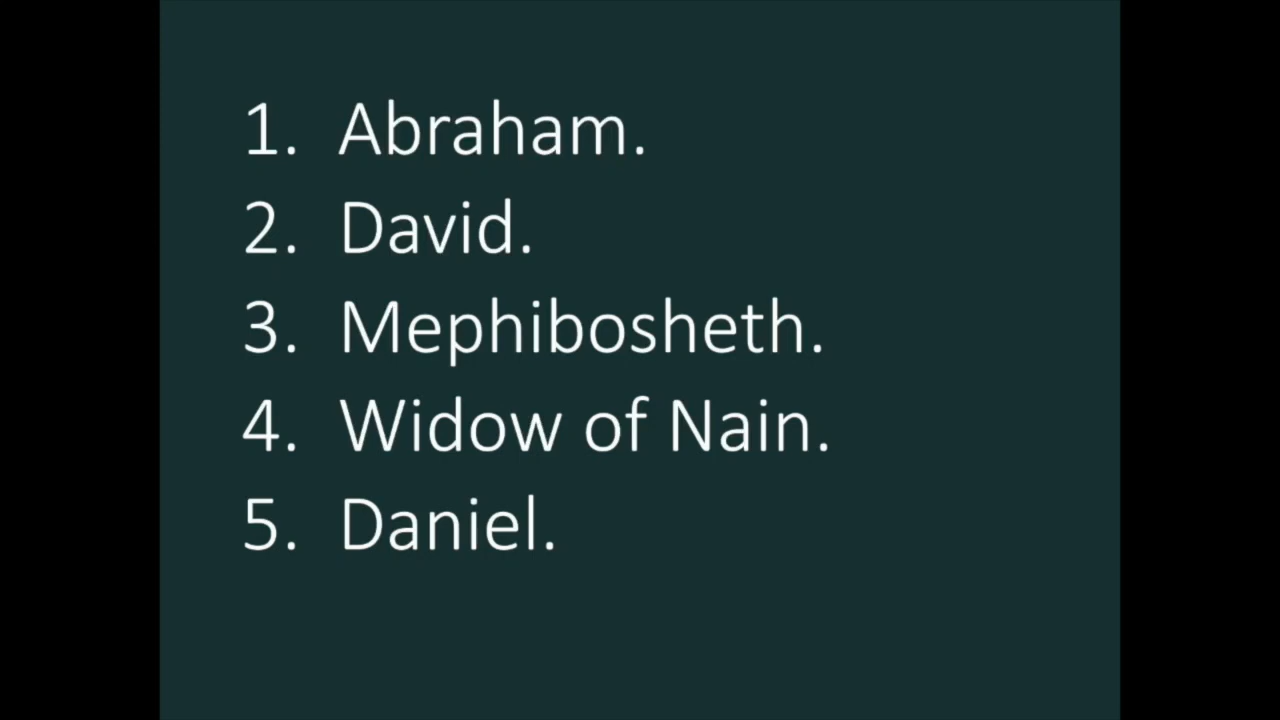 1. Abraham.
2. David.
3. Mephibosheth.
4. Widow of Nain.
5. Daniel.